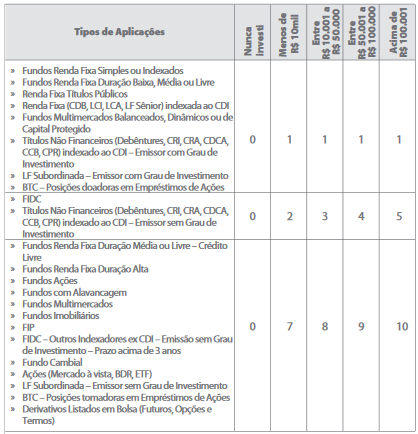 Tipos de Aplicações
Nunca
investi
Menos de
R$ 10mil
Entre
R$ 10.001 a
R$ 50.000
Entre
R$ 50.001 a
R$ 100.000
Acima de
R$ 100.001
» Fundos Renda Fixa Simples ou Indexados
» Fundos Renda Fixa Duração Baixa, Média ou Livre
» Renda Fixa Títulos Públicos
» Renda Fixa (CDB, LCI, LCA, LF Sênior) indexada ao CDI
» Fundos Multimercados Balanceados, Dinâmicos ou de
Capital Protegido
» Títulos Não Financeiros (Debêntures, CRI, CRA, CDCA,
CCB, CPR) indexado ao CDI – Emissor com Grau de
Investimento
» LF Subordinada – Emissor com Grau de Investimento
» BTC – Posições doadoras em Empréstimos de Ações
0 1 1 1 1
» FIDC
» Títulos Não Financeiros (Debêntures, CRI, CRA, CDCA,
CCB, CPR) indexado ao CDI – Emissor sem Grau de
Investimento
0 2 3 4 5
» Fundos Renda Fixa Duração Média ou Livre – Crédito
Livre
» Fundos Renda Fixa Duração Alta
» Fundos Ações
» Fundos com Alavancagem
» Fundos Multimercados
» Fundos Imobiliários
» FIP
» FIDC – Outros Indexadores ex CDI – Emissão sem Grau
de Investimento – Prazo acima de 3 anos
» Fundo Cambial
» Ações (Mercado à vista, BDR, ETF)
» LF Subordinada – Emissor sem Grau de Investimento
» BTC – Posições tomadoras em Empréstimos de Ações
» Derivativos Listados em Bolsa (Futuros, Opções e
Termos)
0 7 8 9 10